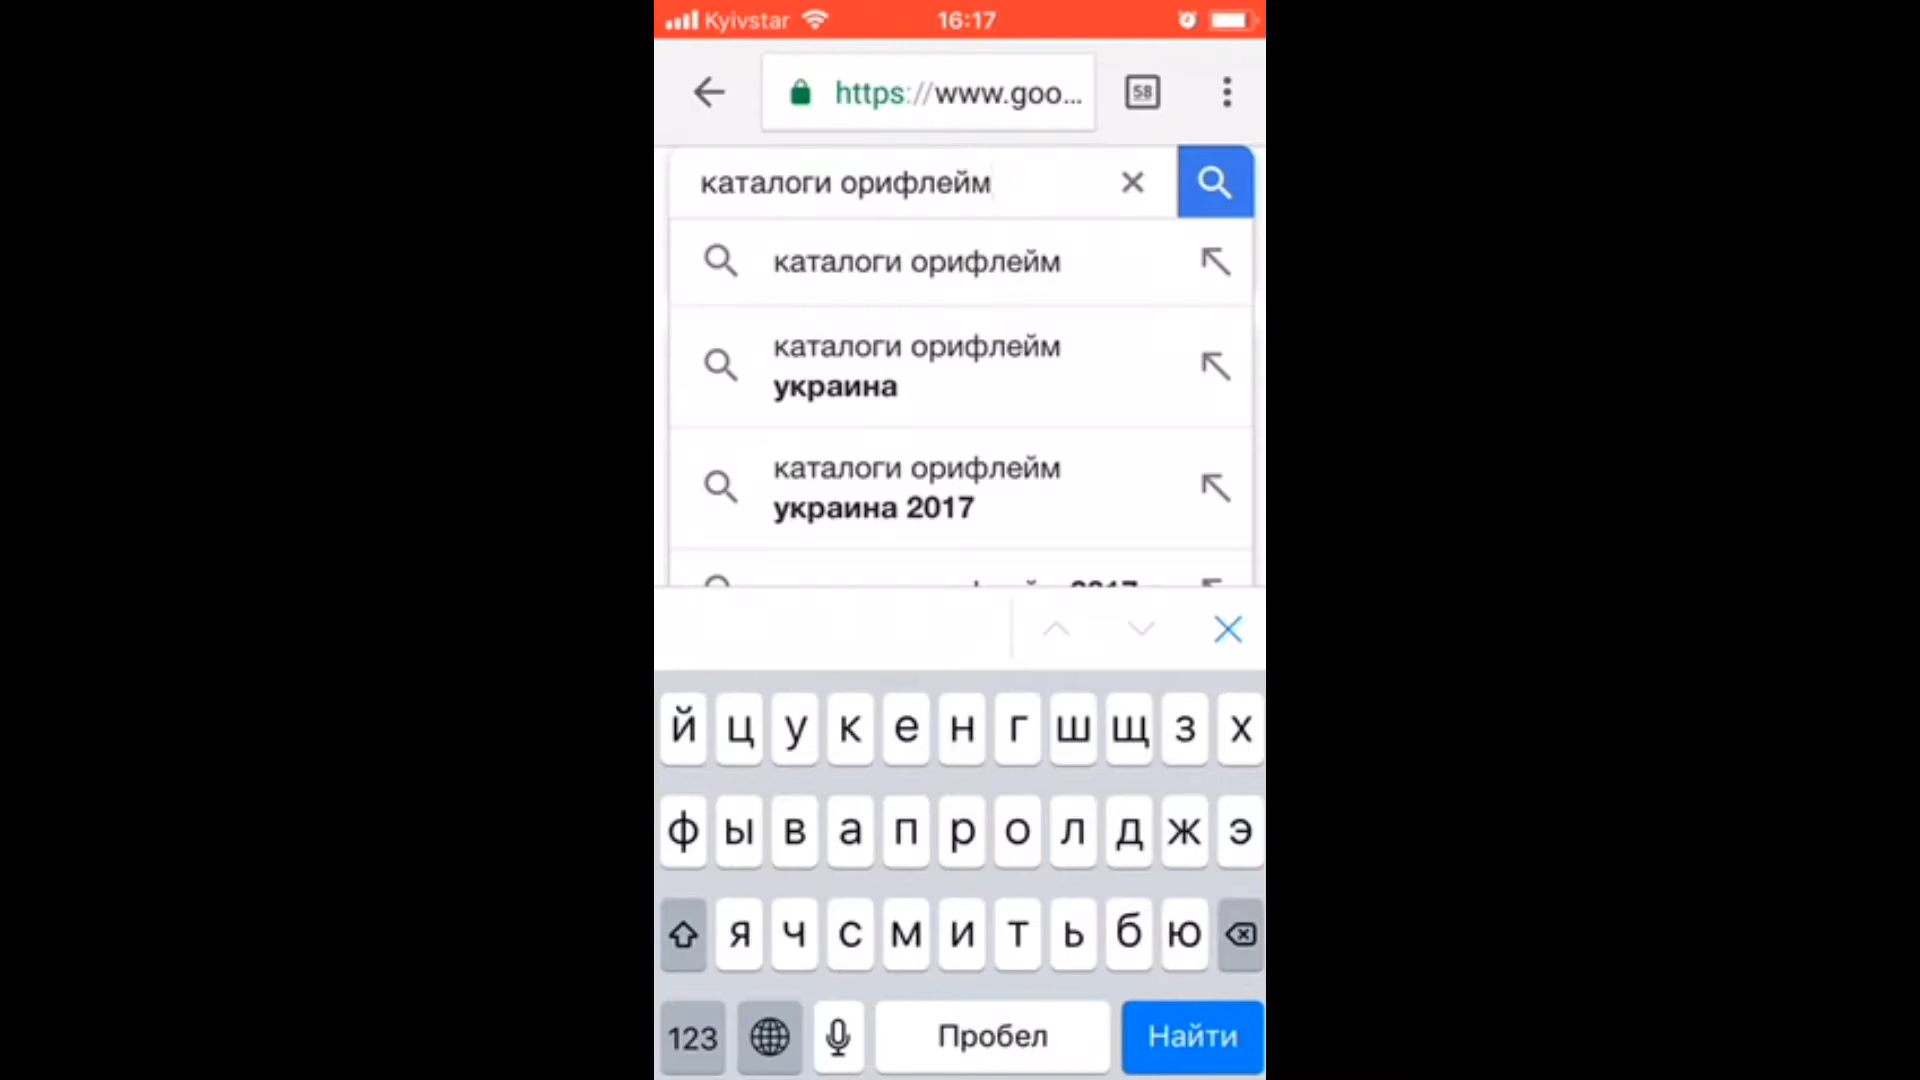 Kyivstar 16:17
https://www.goo... 58
каталоги орифлейм
каталоги орифлейм
каталоги орифлейм
украина
каталоги орифлейм
украина 2017
2017
й ц у к е н г ш щ з х
ф ы в а п р о л д ж э
я ч с м и т ь б ю
123 Пробел Найти